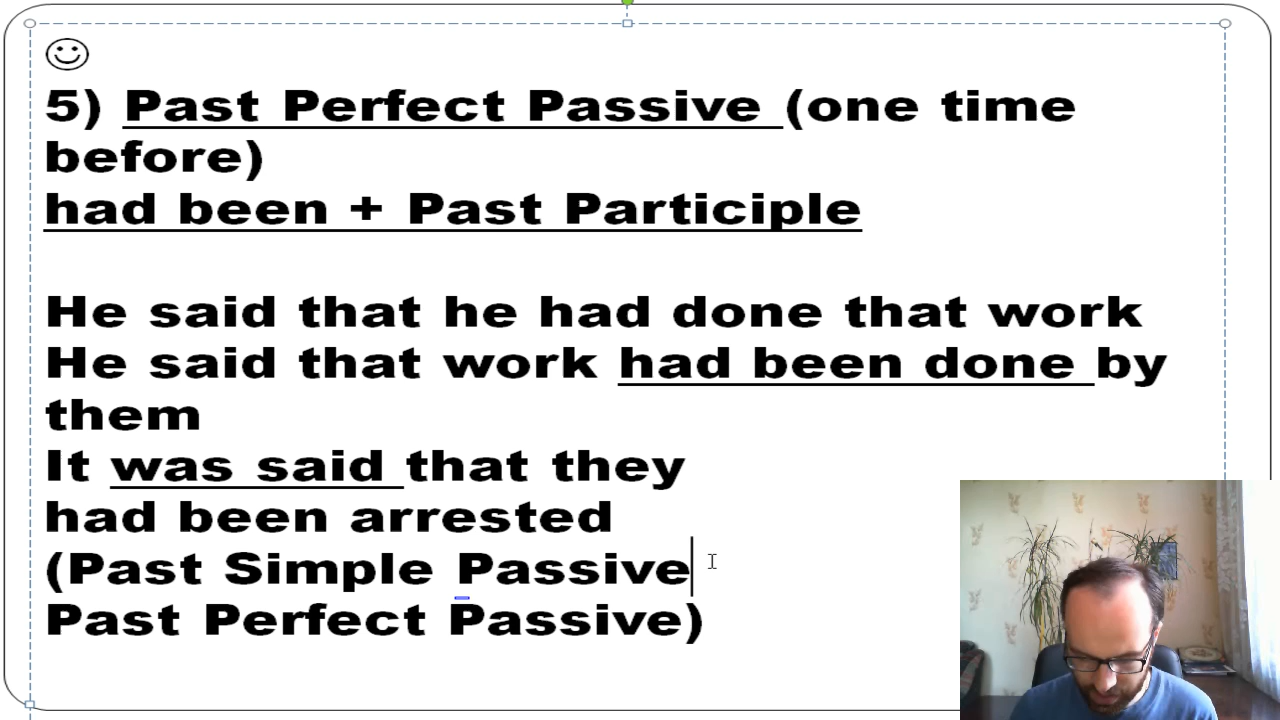 5) Past Perfect Passive (one time
before)
had been + Past Participle
He said that he had done that work
He said that work had been done by
them
It was said that they
had been arrested
(Past Simple Passive
Past Perfect Passive)